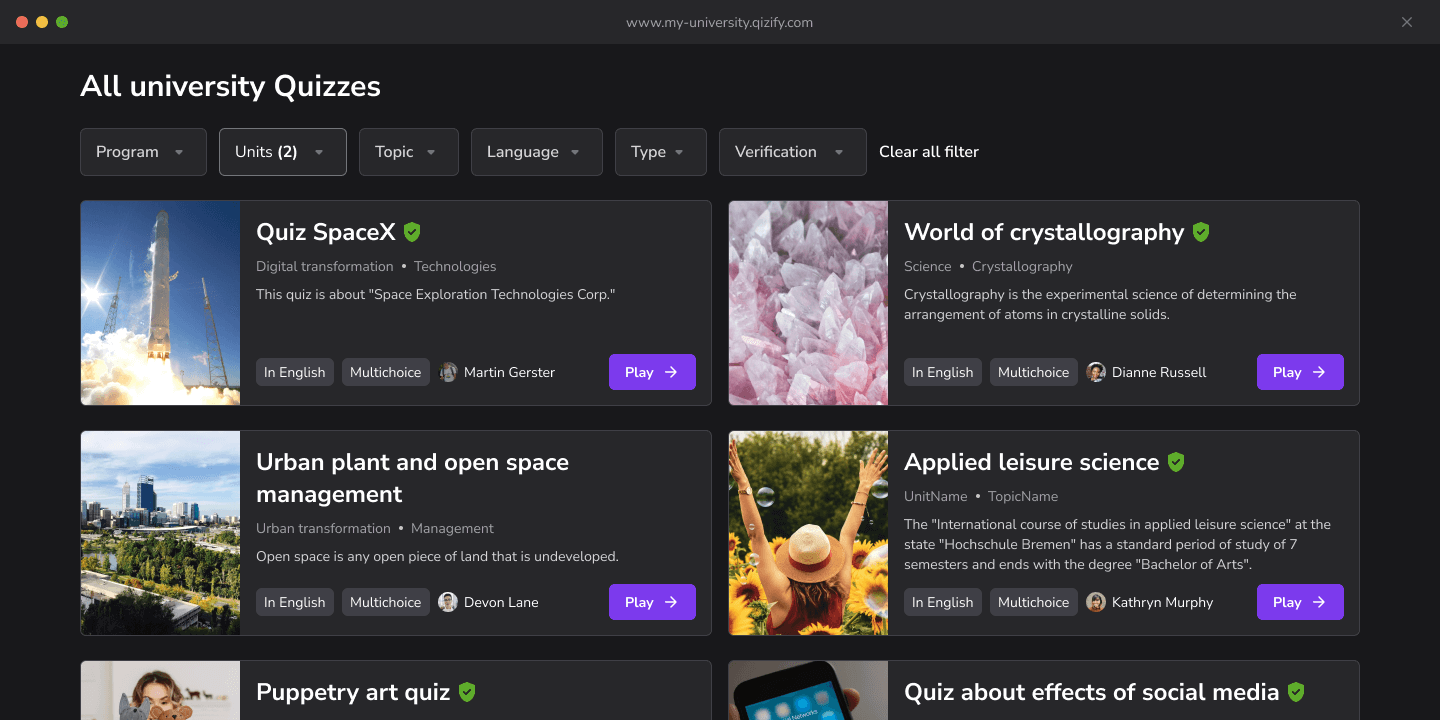 www.my-university.qizify.com
All university Quizzes
Program
Units (2)
Topic
Language
Type
Verification
Clear all filter
Quiz SpaceX
Digital transformation • Technologies
This quiz is about "Space Exploration Technologies Corp."
In English
Multichoice
Martin Gerster
Play
World of crystallography
Science • Crystallography
Crystallography is the experimental science of determining the
arrangement of atoms in crystalline solids.
In English
Multichoice
Dianne Russell
Play
Urban plant and open space
management
Urban transformation • Management
Open space is any open piece of land that is undeveloped.
In English
Multichoice
Devon Lane
Play
Applied leisure science
UnitName • TopicName
The "International course of studies in applied leisure science" at the
state "Hochschule Bremen" has a standard period of study of 7
semesters and ends with the degree "Bachelor of Arts".
In English
Multichoice
Kathryn Murphy
Play
Puppetry art quiz
Quiz about effects of social media